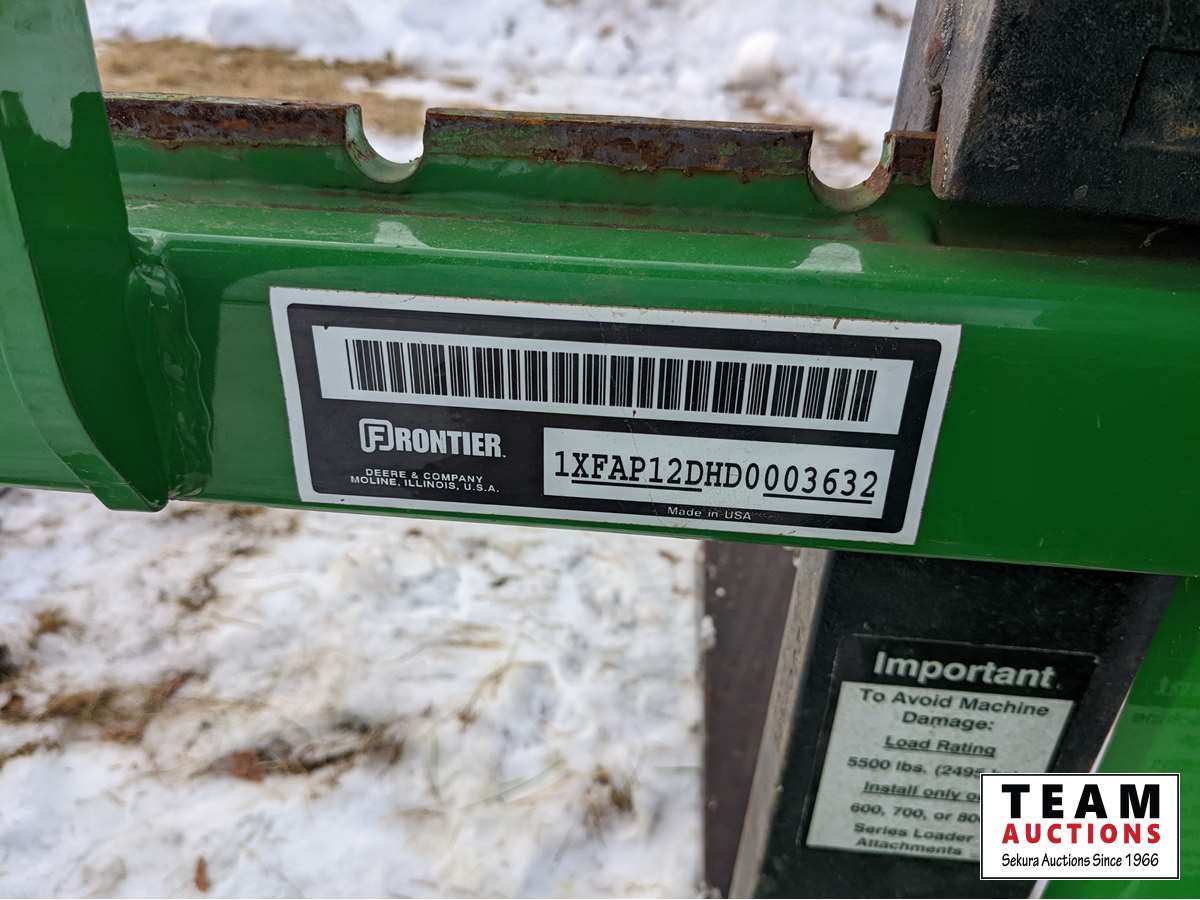 FRONTIER
DEERE & COMPANY
MOLINE, ILLINOIS, U.S.A.
1XFAP12DHD0003632
Made in USA
Important
To Avoid Machine
Damage:
Load Rating
5500 lbs. (2495
Install only
600, 700, or
Series Loader
Attachments
TEAM
AUCTIONS
Sekura Auctions Since 1966